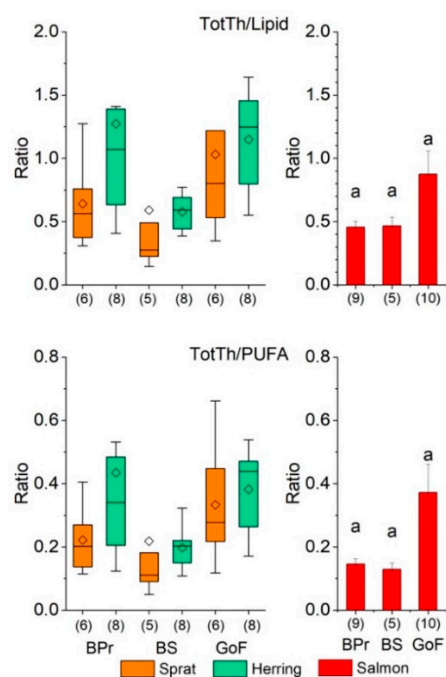 TotTh/Lipid
2.0 2.0
1.5 1.5
1.0 1.0
0.5 0.5
0.0 0.0
Ratio Ratio
a a a
(6) (8) (5) (8) (6) (8) (9) (5) (10)
TotTh/PUFA
0.8 0.8
0.6 0.6
0.4 0.4
0.2 0.2
0.0 0.0
Ratio Ratio
a a a
(6) (8) (5) (8) (6) (8) (9) (5) (10)
BPr BS GoF BPr BS GoF
Sprat Herring Salmon